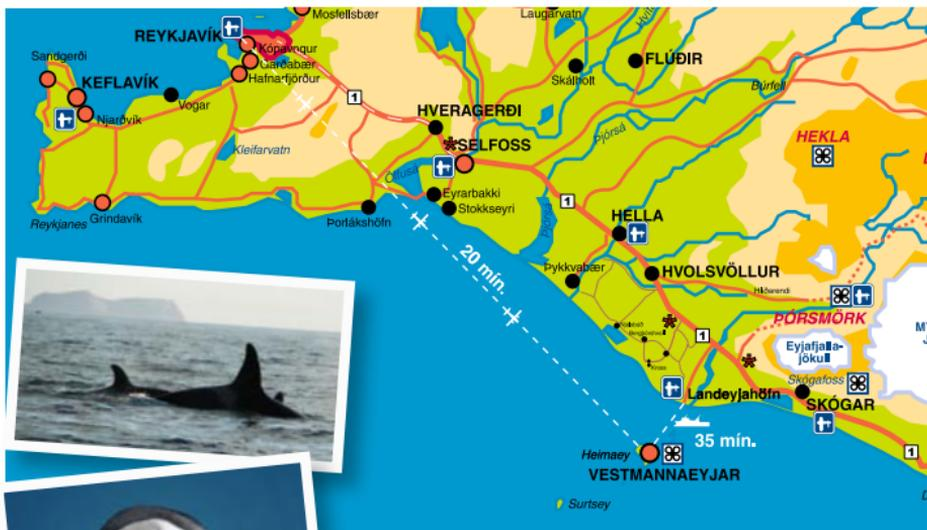 Mosfellsbær
Laugarvatn
REYKJAVÍK
Kópavogur
Garðabær
Hafnarfjörður
Sandgerði
KEFLAVÍK
Njarðvík
Vogar
1
Skálholt
FLÚÐIR
Búrfell
HVERAGERÐI
SELFOSS
Þjórsá
HEKLA
Kleifarvatn
Ölfusá
Eyrarbakki
Stokkseyri
Þorlákshöfn
Reykjanes
Grindavík
1
Þjórsá
HELLA
20 mín.
Þykkvabær
HVOLSVÖLLUR
Hlíðarendi
ÞÓRSMÖRK
1
Eyjafjalla-
jökull
Skógafoss
Landeyjahöfn
SKÓGAR
35 mín.
Heimaey
VESTMANNAEYJAR
1
Surtsey